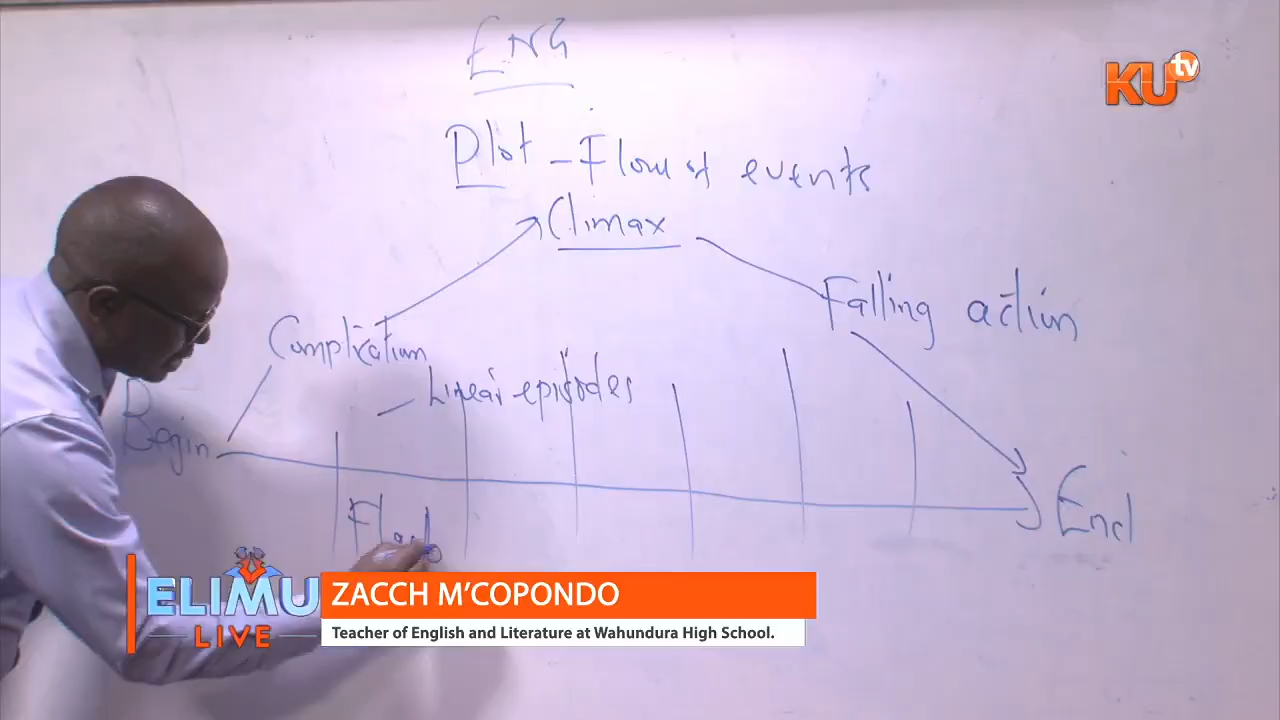 ENG
KU tv
Plot - Flow of events
Climax
Falling action
Complication
Linear episodes
Begin
End
ELIMU
LIVE
ZACCH M'COPONDO
Teacher of English and Literature at Wahundura High School.